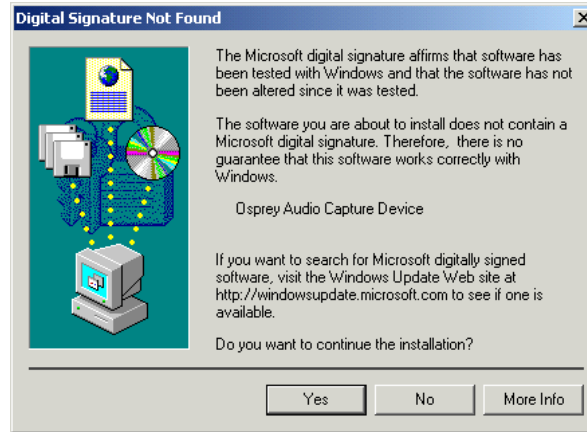 Digital Signature Not Found
The Microsoft digital signature affirms that software has
been tested with Windows and that the software has not
been altered since it was tested.
The software you are about to install does not contain a
Microsoft digital signature. Therefore, there is no
guarantee that this software works correctly with
Windows.
Osprey Audio Capture Device
If you want to search for Microsoft digitally signed
software, visit the Windows Update Web site at
http://windowsupdate.microsoft.com to see if one is
available.
Do you want to continue the installation?
Yes
No
More Info